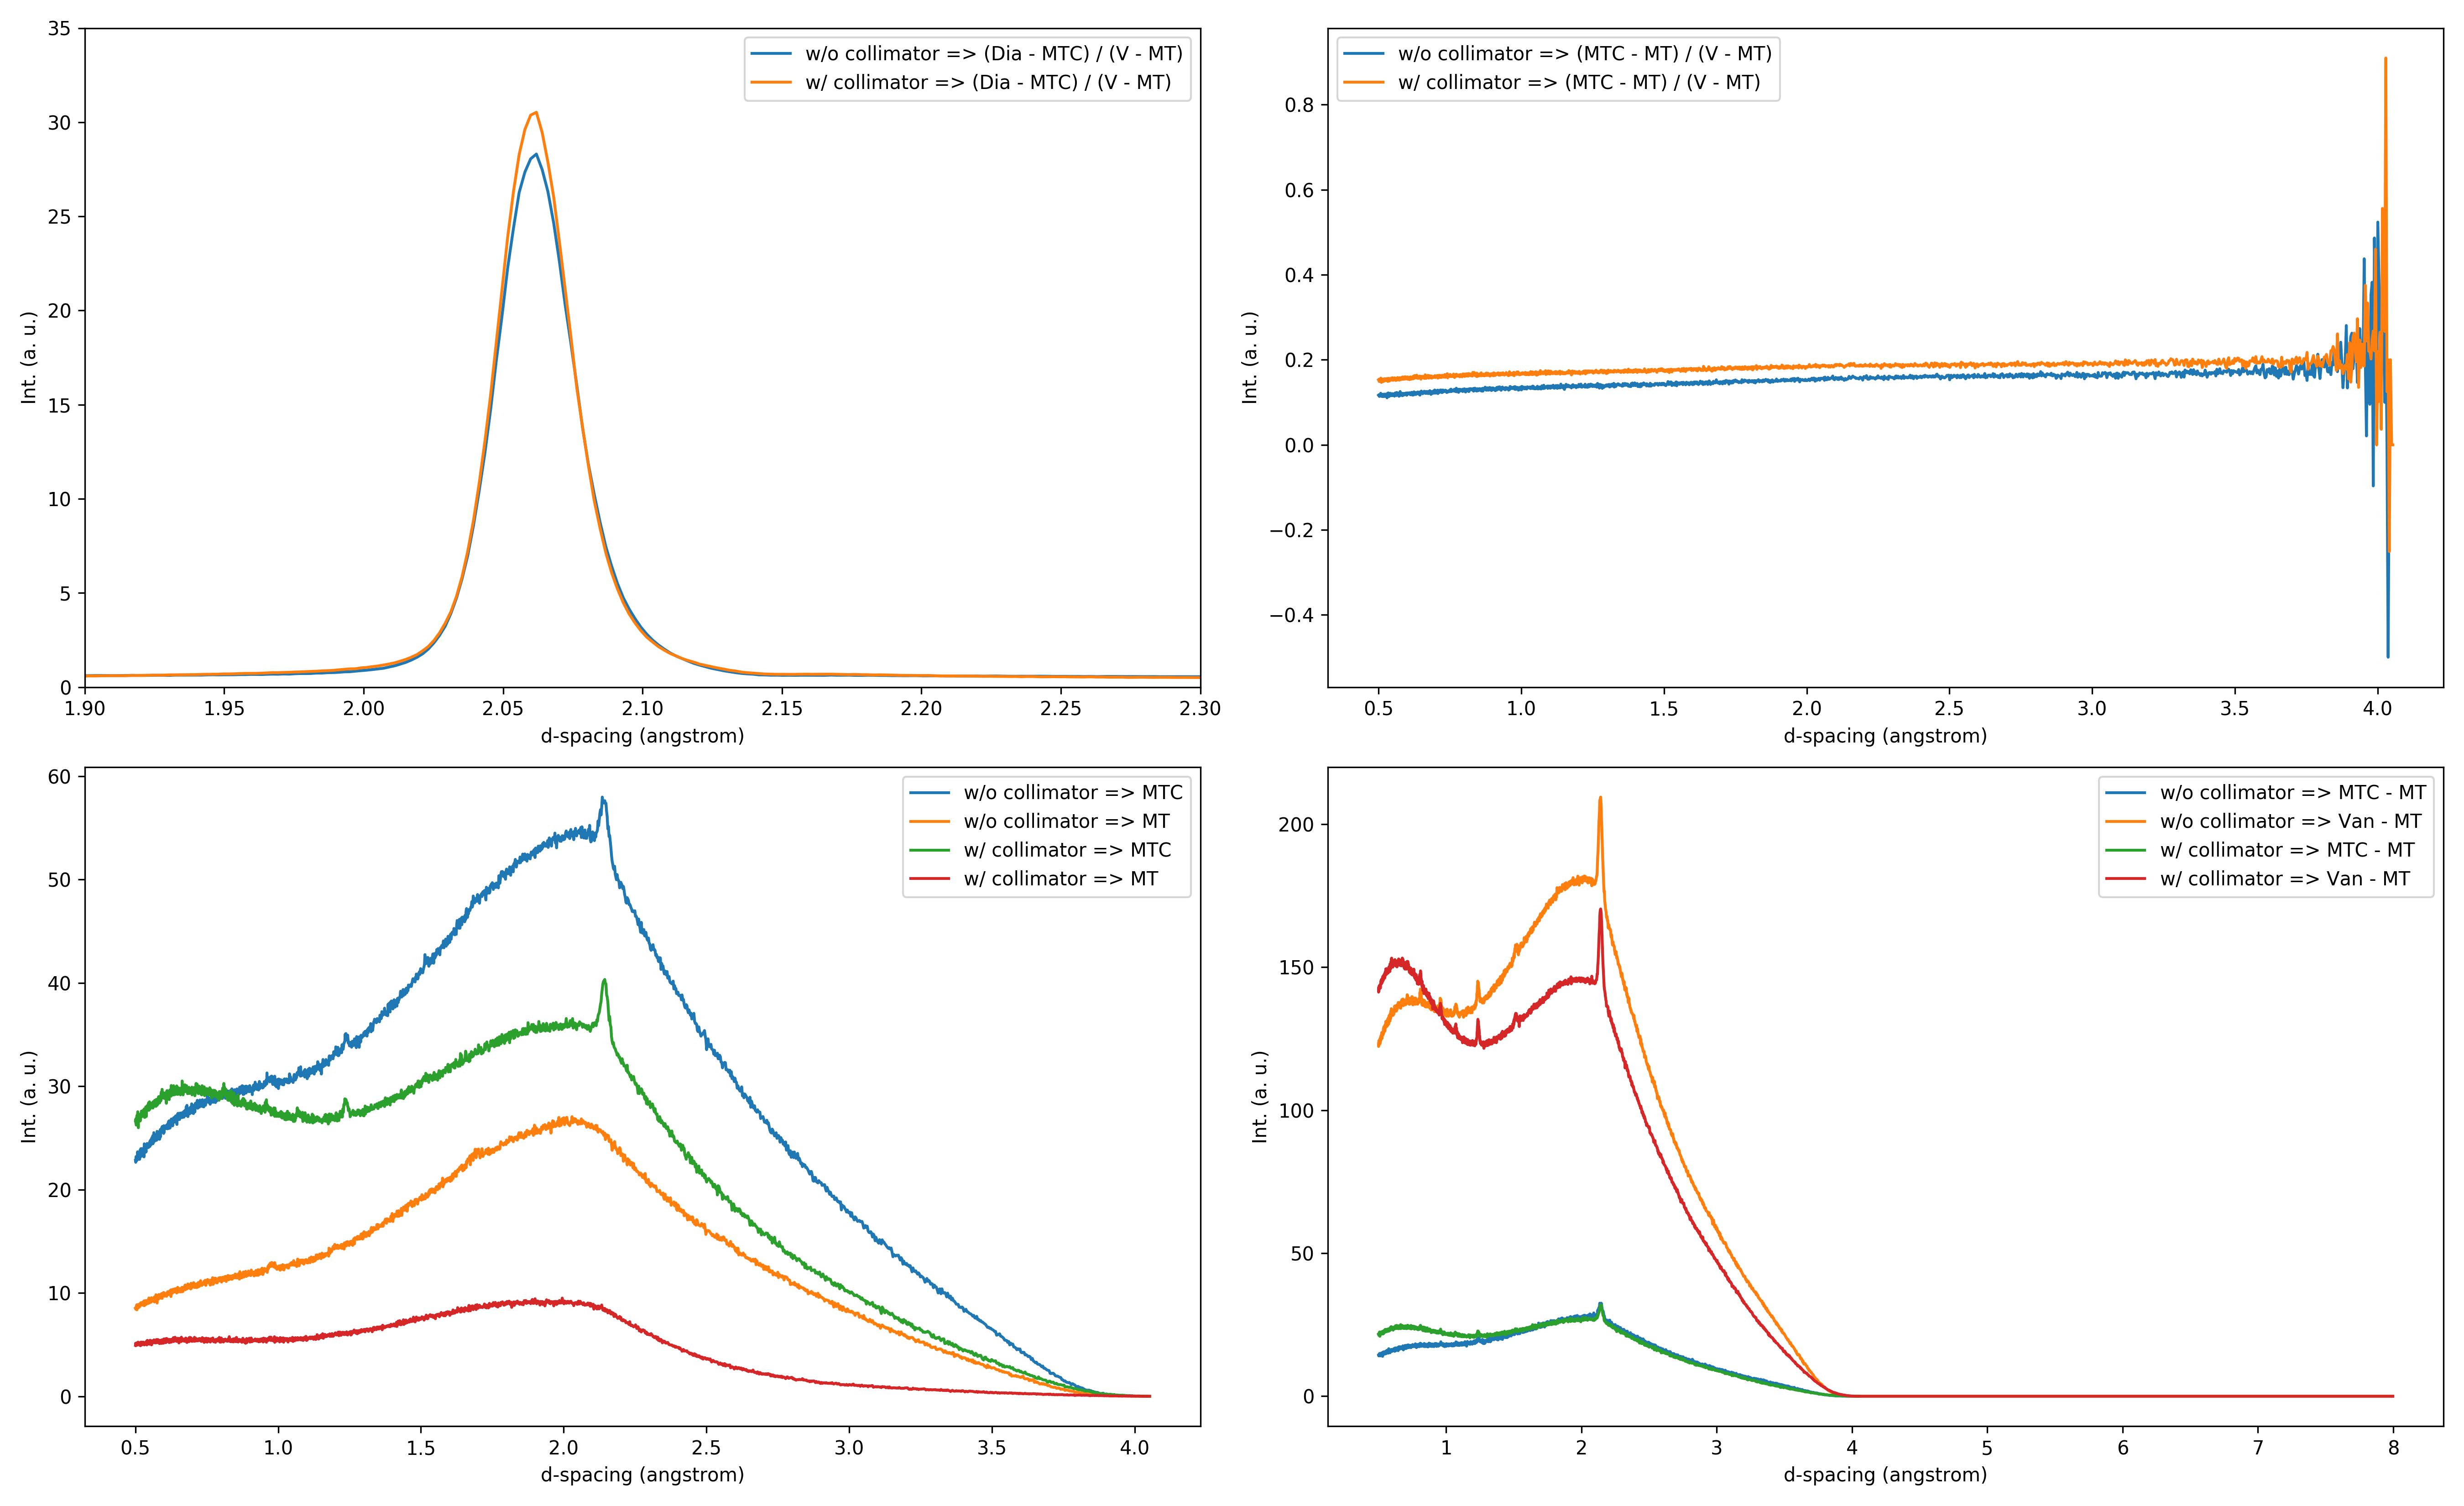 35
30
25
20
15
10
5
0
Int. (a. u.)
w/o collimator => (Dia - MTC) / (V - MT)
w/ collimator => (Dia - MTC) / (V - MT)
1.90 1.95 2.00 2.05 2.10 2.15 2.20 2.25 2.30
d-spacing (angstrom)
0.8
0.6
0.4
0.2
0.0
−0.2
−0.4
Int. (a. u.)
w/o collimator => (MTC - MT) / (V - MT)
w/ collimator => (MTC - MT) / (V - MT)
0.5 1.0 1.5 2.0 2.5 3.0 3.5 4.0
d-spacing (angstrom)
60
50
40
30
20
10
0
Int. (a. u.)
w/o collimator => MTC
w/o collimator => MT
w/ collimator => MTC
w/ collimator => MT
0.5 1.0 1.5 2.0 2.5 3.0 3.5 4.0
d-spacing (angstrom)
200
150
100
50
0
Int. (a. u.)
w/o collimator => MTC - MT
w/o collimator => Van - MT
w/ collimator => MTC - MT
w/ collimator => Van - MT
1 2 3 4 5 6 7 8
d-spacing (angstrom)